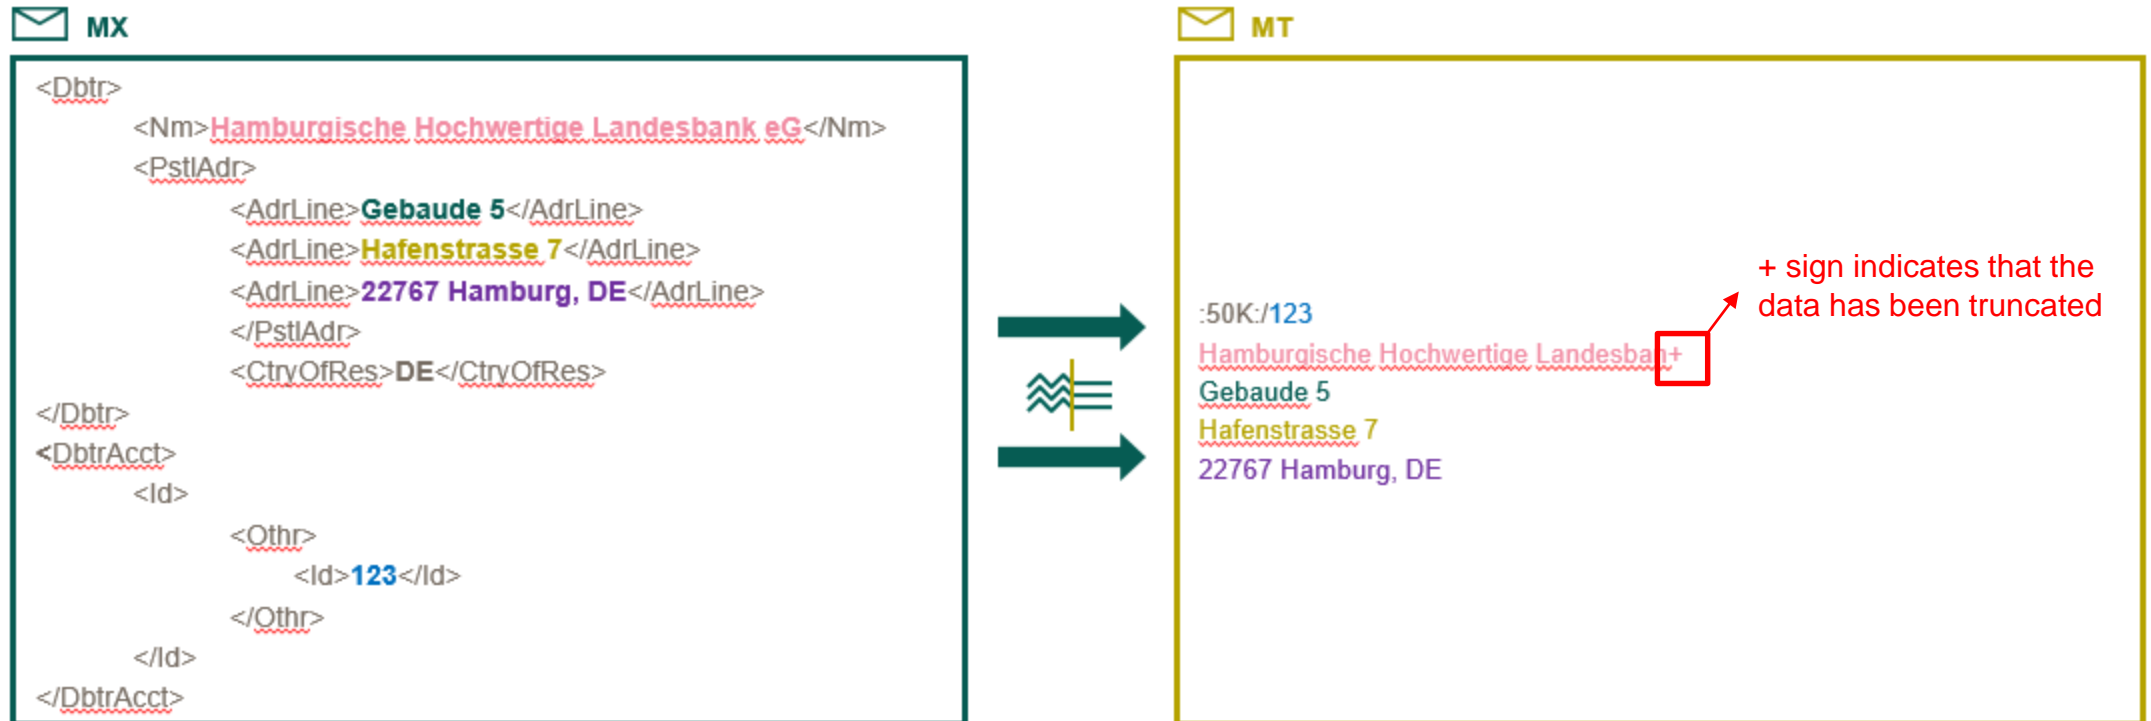 MX
<Dbtr>
<Nm>Hamburgische Hochwertige Landesbank eG</Nm>
<PstlAdr>
<AdrLine>Gebaude 5</AdrLine>
<AdrLine>Hafenstrasse 7</AdrLine>
<AdrLine>22767 Hamburg, DE</AdrLine>
</PstlAdr>
<CtryOfRes>DE</CtryOfRes>
</Dbtr>
<DbtrAcct>
<Id>
<Othr>
<Id>123</Id>
</Othr>
</Id>
</DbtrAcct>
MT
:50K:/123
Hamburgische Hochwertige Landesban+
Gebaude 5
Hafenstrasse 7
22767 Hamburg, DE
+ sign indicates that the
data has been truncated